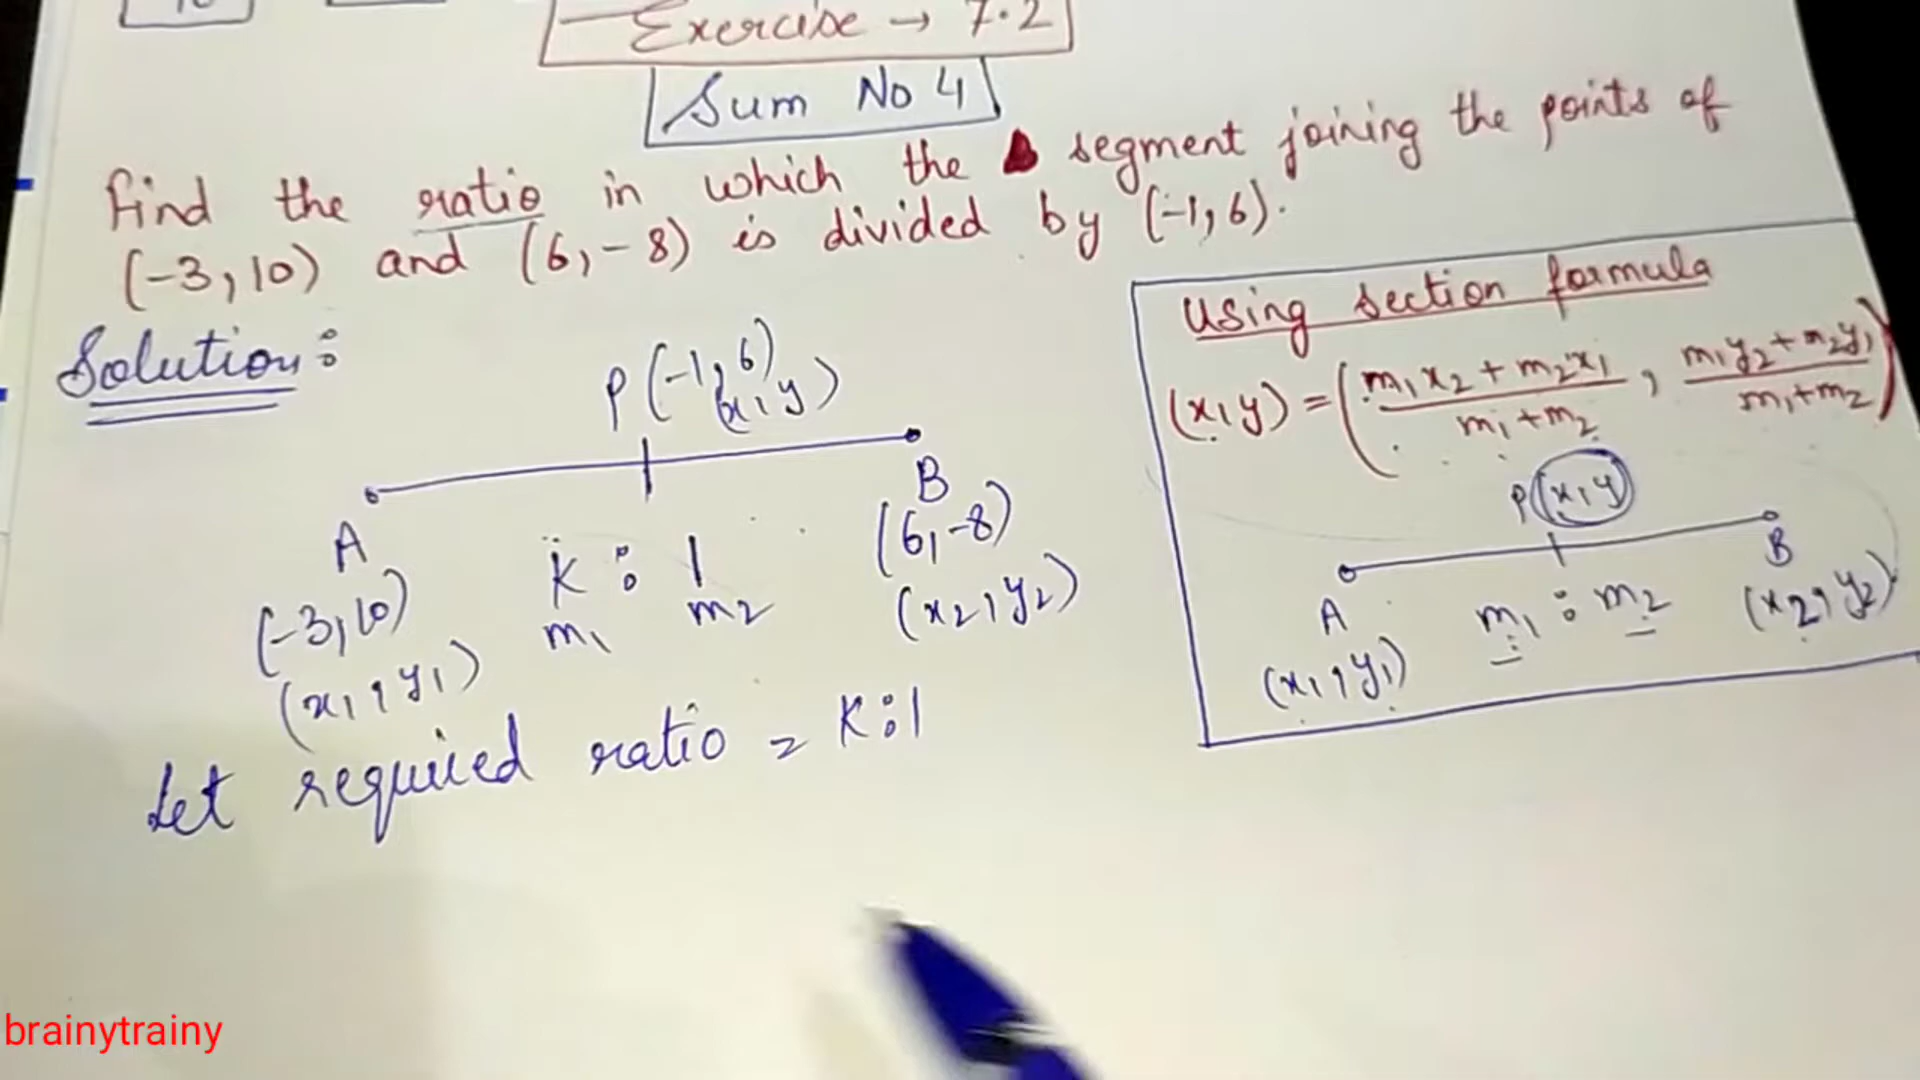 Exercise → 7.2
Sum No 4
find the ratio in which the segment joining the points of
(-3,10) and (6,-8) is divided by (-1,6).
Solution:
P(-1,6)
(x,y)
A
B
(-3,10)
K : 1
(6,-8)
(x1,y1)
m1 m2
(x2,y2)
Let required ratio = K:1
Using section formula
(x,y) = (m1x2+m2x1/m1+m2, m1y2+m2y1/m1+m2)
P(x,y)
A
B
(x1,y1)
m1 : m2
(x2,y2)
brainytrainy